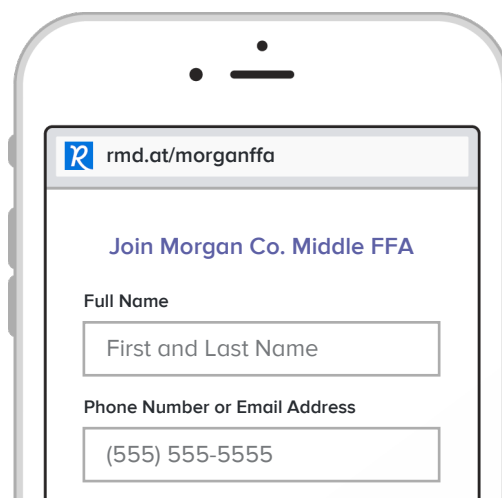 rmd.at/morganffa
Join Morgan Co. Middle FFA
Full Name
First and Last Name
Phone Number or Email Address
(555) 555-5555